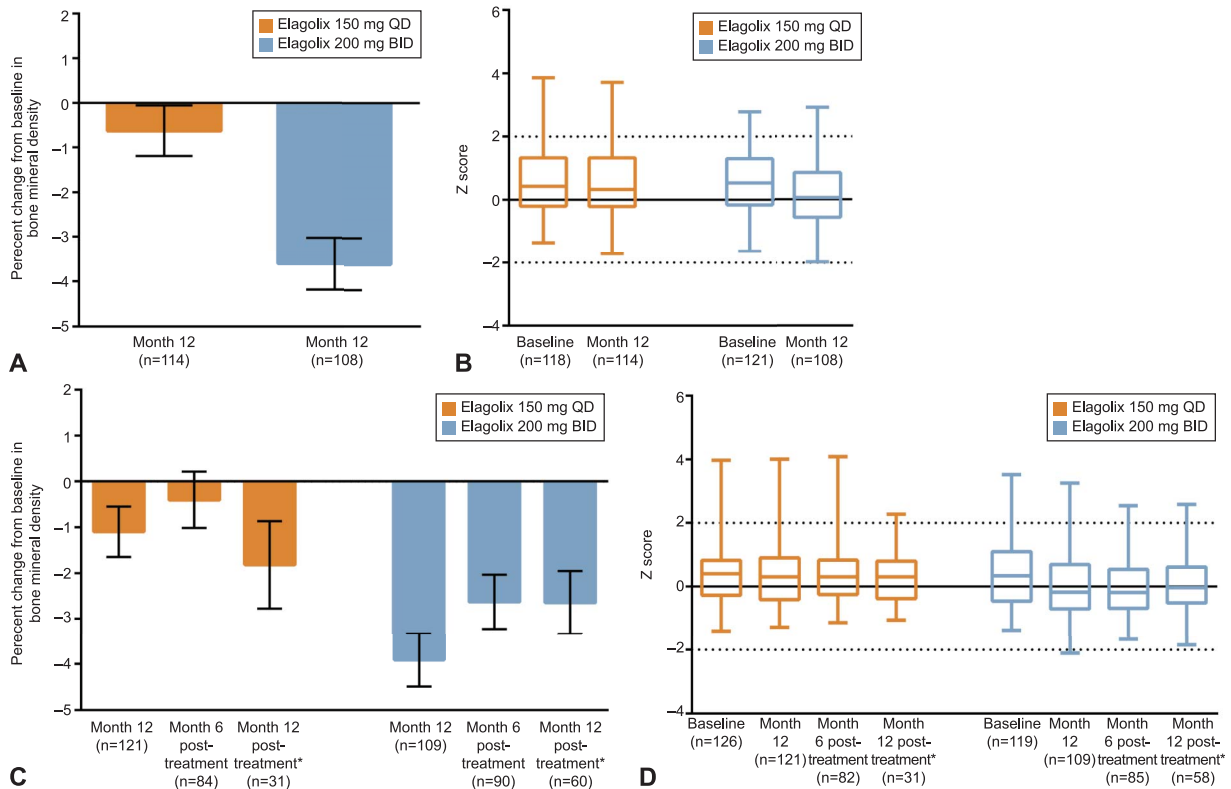 Elagolix 150 mg QD
Elagolix 200 mg BID
Perecent change from baseline in
bone mineral density
2
1
0
–1
–2
–3
–4
–5
Month 12
(n=114)
Month 12
(n=108)
A
Elagolix 150 mg QD
Elagolix 200 mg BID
Z score
6
4
2
0
–2
–4
Baseline
(n=118)
Month 12
(n=114)
Baseline
(n=121)
Month 12
(n=108)
B
Elagolix 150 mg QD
Elagolix 200 mg BID
Percent change from baseline in
bone mineral density
2
1
0
–1
–2
–3
–4
–5
Month 12
(n=121)
Month 6
post-
treatment
(n=84)
Month 12
post-
treatment*
(n=31)
Month 12
(n=109)
Month 6
post-
treatment
(n=90)
Month 12
post-
treatment*
(n=60)
C
Elagolix 150 mg QD
Elagolix 200 mg BID
Z score
6
4
2
0
–2
–4
Baseline
(n=126)
Month
12
(n=121)
Month
6 post-
treatment
(n=82)
Month
12 post-
treatment*
(n=31)
Baseline
(n=119)
Month
12
(n=109)
Month
6 post-
treatment
(n=85)
Month
12 post-
treatment*
(n=58)
D